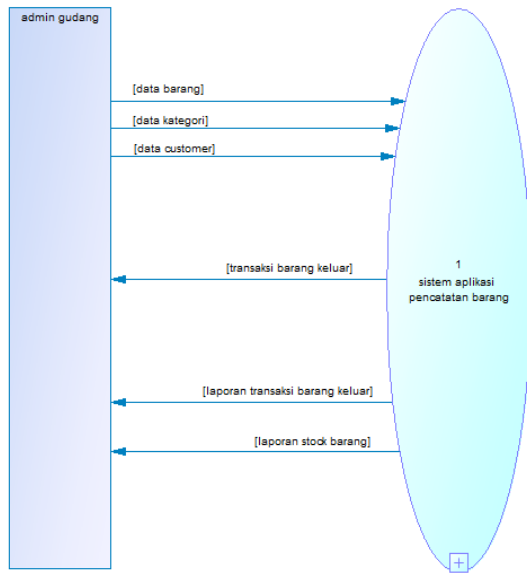 admin gudang
[data barang]
[data kategori]
[data customer]
[transaksi barang keluar]
1
sistem aplikasi
pencatatan barang
[laporan transaksi barang keluar]
[laporan stock barang]